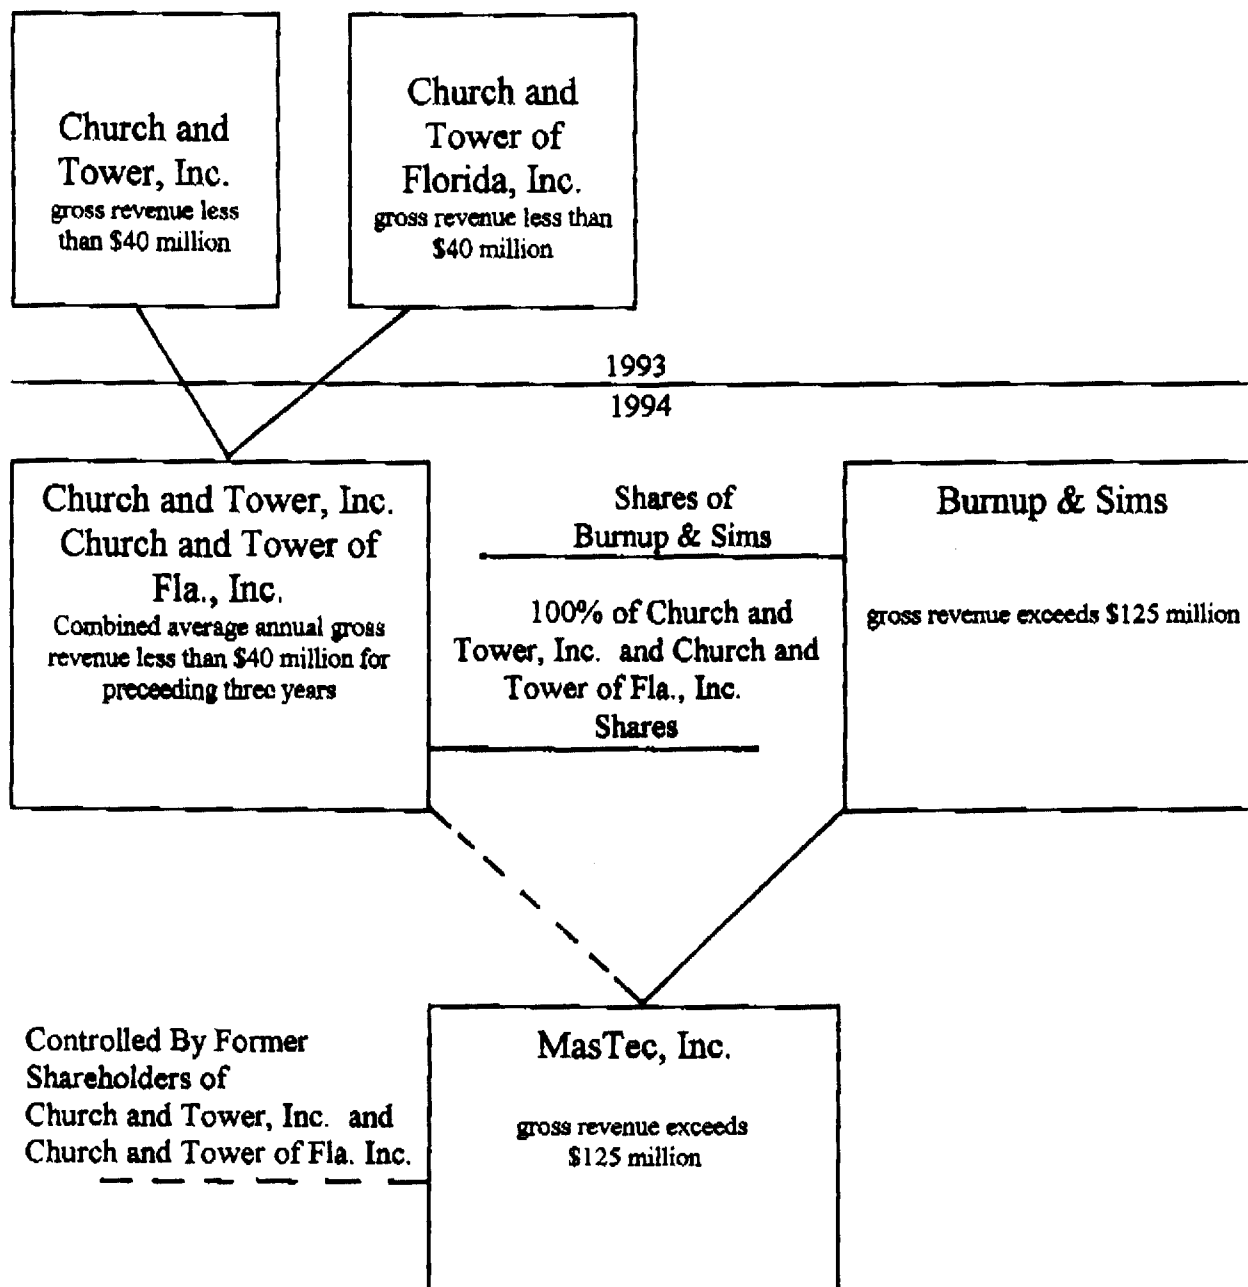 Church and
Tower, Inc.
gross revenue less
than $40 million
Church and
Tower of
Florida, Inc.
gross revenue less than
$40 million
1993
1994
Church and Tower, Inc.
Church and Tower of
Fla., Inc.
Combined average annual gross
revenue less than $40 million for
preceeding three years
Shares of
Burnup & Sims
100% of Church and
Tower, Inc. and Church and
Tower of Fla., Inc.
Shares
Burnup & Sims
gross revenue exceeds $125 million
Controlled By Former
Shareholders of
Church and Tower, Inc. and
Church and Tower of Fla. Inc.
MasTec, Inc.
gross revenue exceeds
$125 million